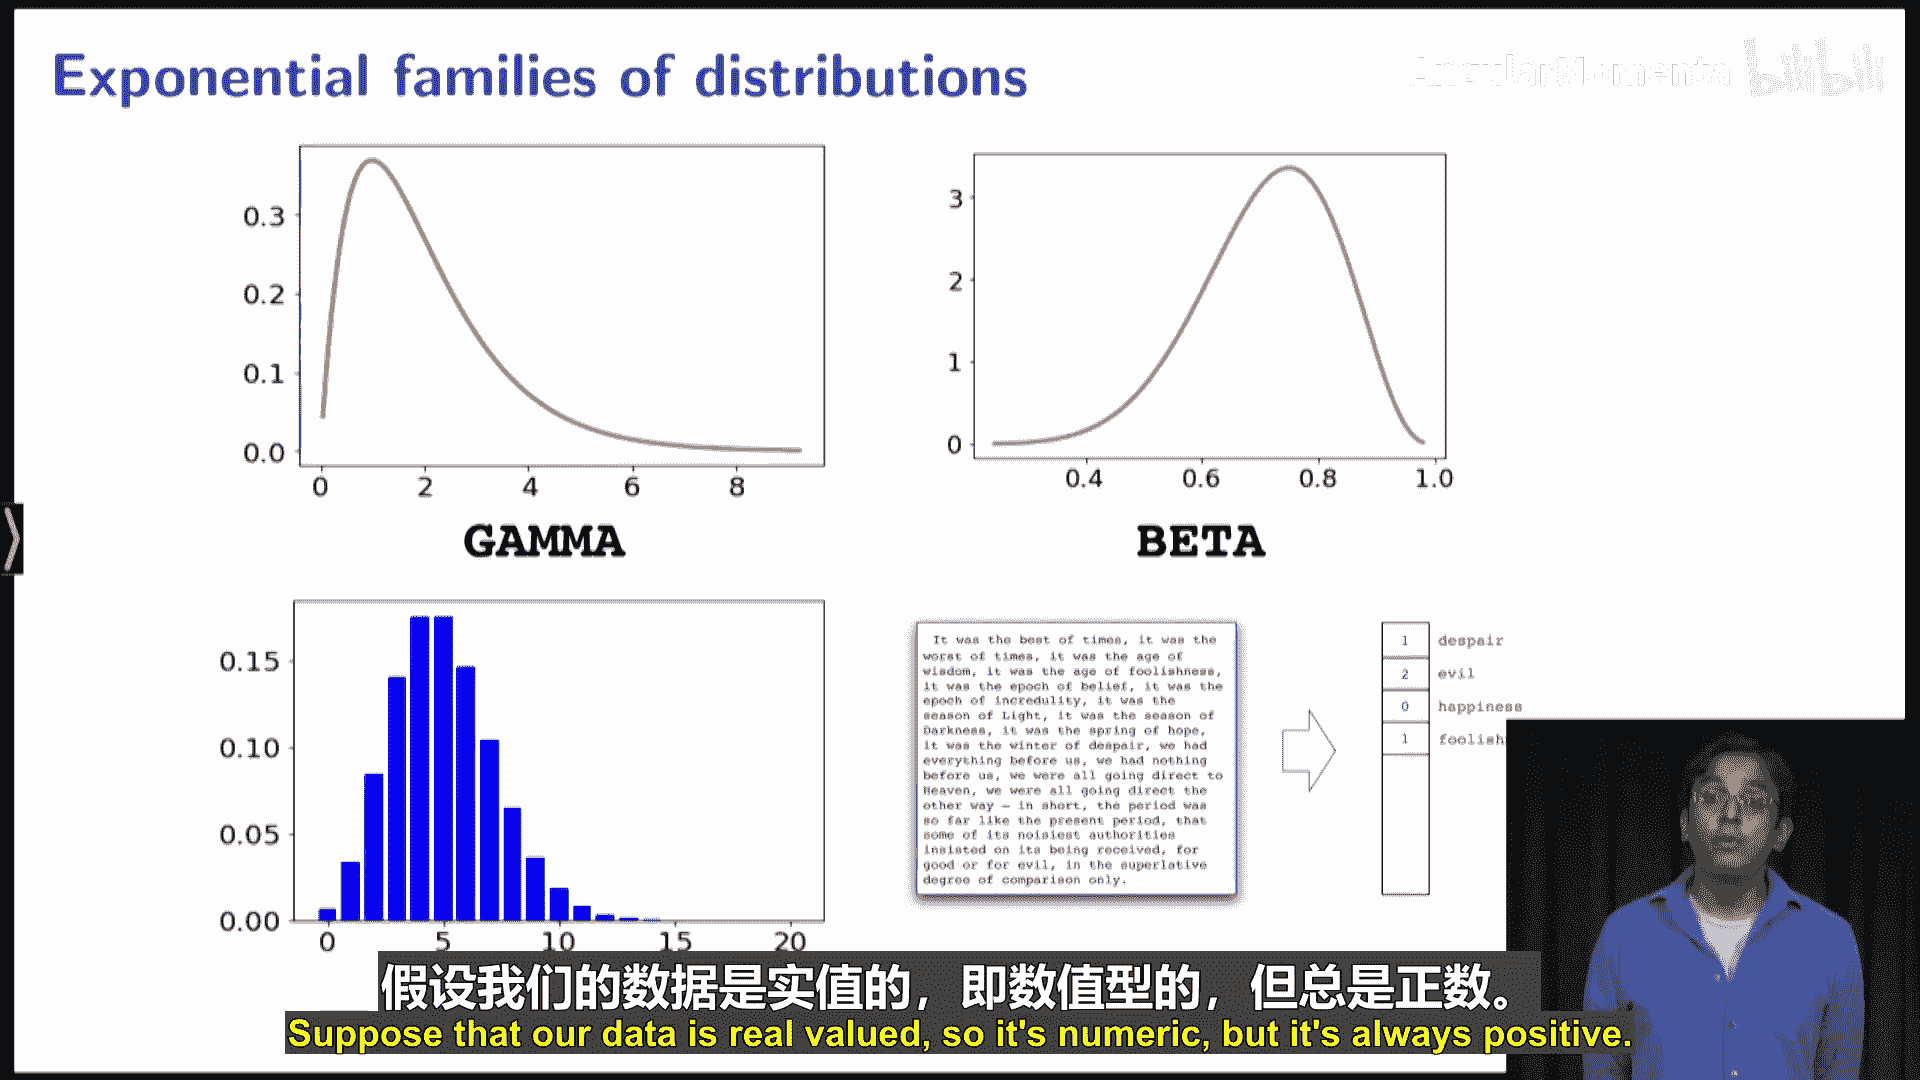 Exponential families of distributions
AngularMomenta bilibili
0.3
0.2
0.1
0.0
0 2 4 6 8
GAMMA
3
2
1
0
0.4 0.6 0.8 1.0
BETA
0.15
0.10
0.05
0.00
0 5 10 15 20
It was the best of times, it was the
worst of times, it was the age of
wisdom, it was the age of foolishness,
it was the epoch of belief, it was the
epoch of incredulity, it was the
season of Light, it was the season of
Darkness, it was the spring of hope,
it was the winter of despair, we had
everything before us, we had nothing
before us, we were all going direct to
Heaven, we were all going direct the
other way – in short, the period was
so far like the present period, that
some of its noisiest authorities
insisted on its being received, for
good or for evil, in the superlative
degree of comparison only.
1 despair
2 evil
0 happiness
1 foolish
假设我们的数据是实值的，即数值型的，但总是正数。
Suppose that our data is real valued, so it's numeric, but it's always positive.